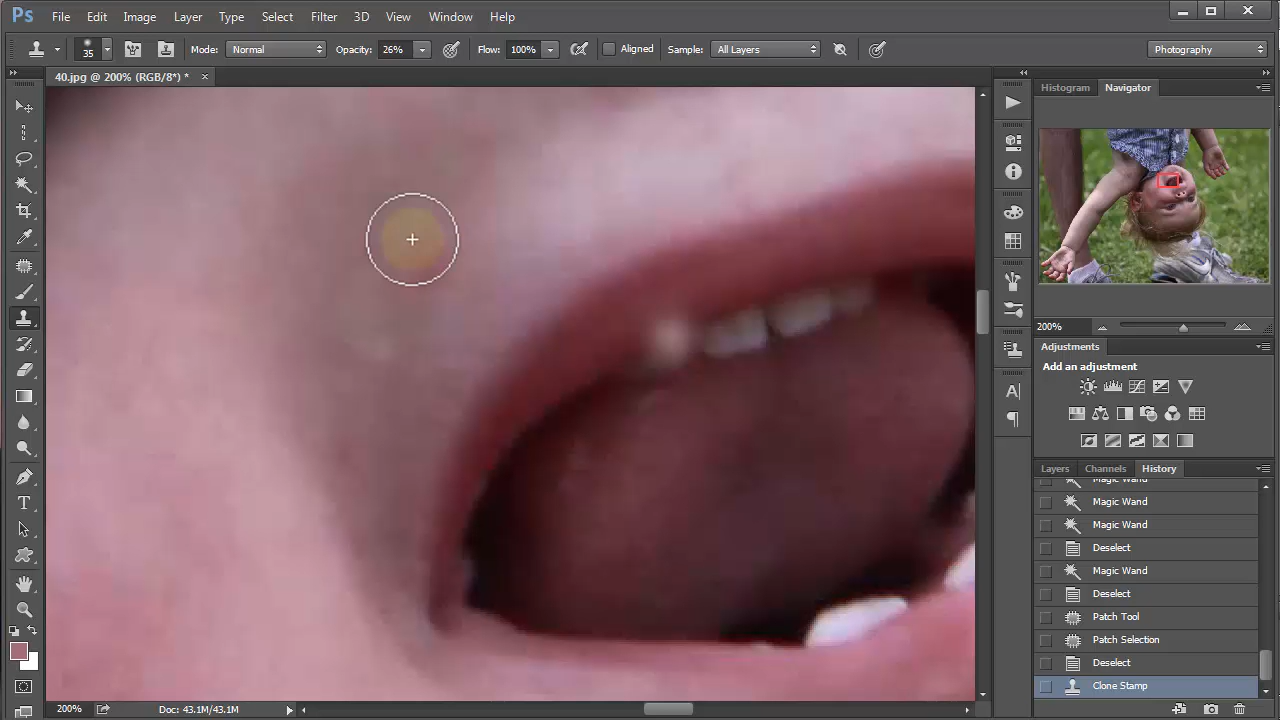 Ps File Edit Image Layer Type Select Filter 3D View Window Help
35 Mode: Normal Opacity: 26% Flow: 100% Aligned Sample: All Layers Photography
40.jpg @ 200% (RGB/8*) *
Histogram Navigator
200%
Adjustments
Add an adjustment
Layers Channels History
Magic Wand
Magic Wand
Magic Wand
Deselect
Magic Wand
Deselect
Patch Tool
Patch Selection
Deselect
Clone Stamp
200% Doc: 43.1M/43.1M